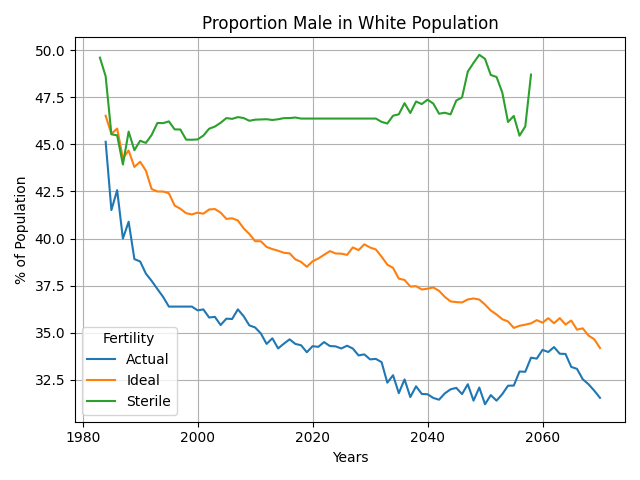 Proportion Male in White Population
% of Population
50.0
47.5
45.0
42.5
40.0
37.5
35.0
32.5
Fertility
Actual
Ideal
Sterile
1980
2000
2020
2040
2060
Years